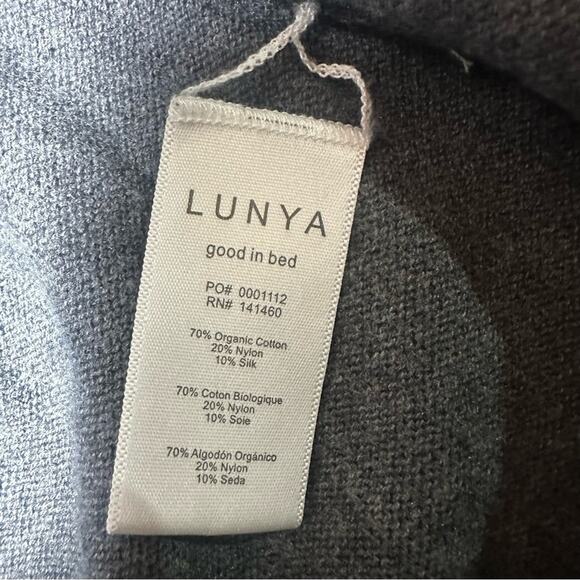 LUNYA
good in bed
PO# 0001112
RN# 141460
70% Organic Cotton
20% Nylon
10% Silk
70% Coton Biologique
20% Nylon
10% Soie
70% Algodón Orgánico
20% Nylon
10% Seda